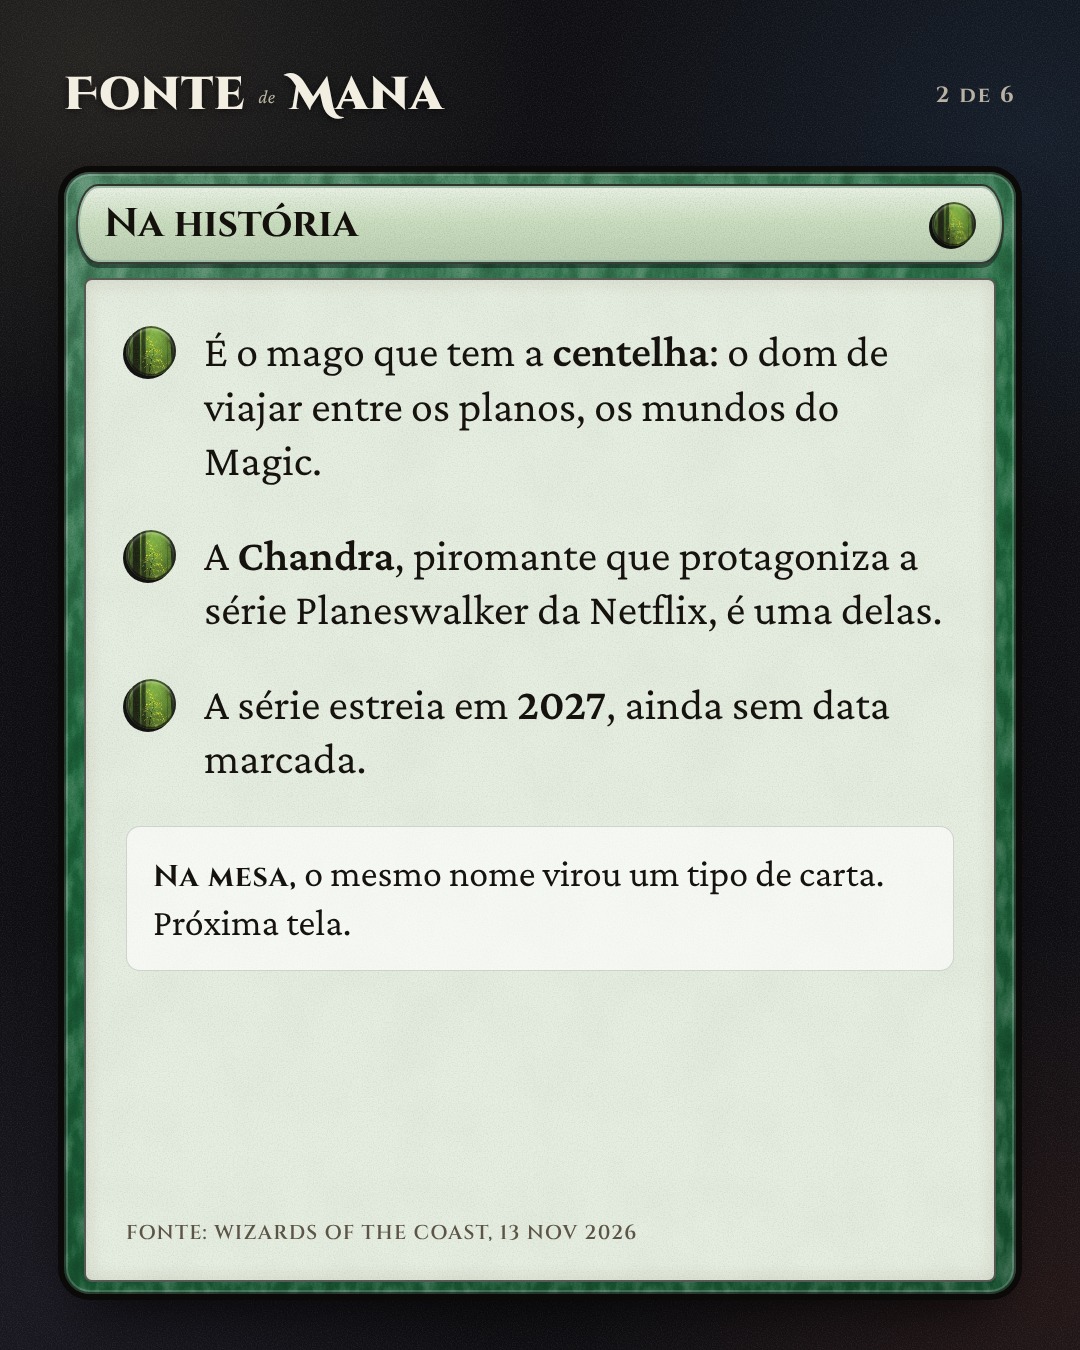 FONTE de MANA
2 DE 6
NA HISTÓRIA
É o mago que tem a centelha: o dom de
viajar entre os planos, os mundos do
Magic.
A Chandra, piromante que protagoniza a
série Planeswalker da Netflix, é uma delas.
A série estreia em 2027, ainda sem data
marcada.
NA MESA, o mesmo nome virou um tipo de carta.
Próxima tela.
FONTE: WIZARDS OF THE COAST, 13 NOV 2026